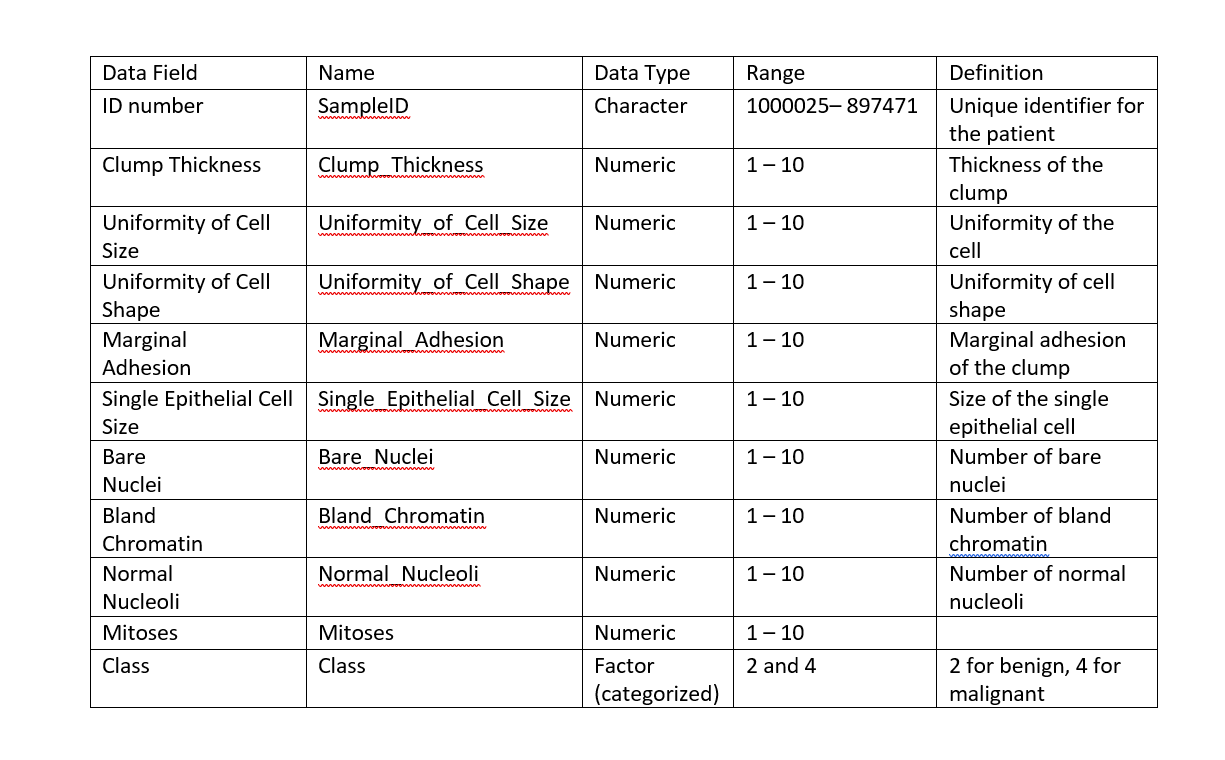 Data Field Name Data Type Range Definition
ID number SampleID Character 1000025– 897471 Unique identifier for
the patient
Clump Thickness Clump_Thickness Numeric 1 – 10 Thickness of the
clump
Uniformity of Cell Uniformity_of_Cell_Size Numeric 1 – 10 Uniformity of the
Size cell
Uniformity of Cell Uniformity_of_Cell_Shape Numeric 1 – 10 Uniformity of cell
Shape shape
Marginal Marginal_Adhesion Numeric 1 – 10 Marginal adhesion
Adhesion of the clump
Single Epithelial Cell Single_Epithelial_Cell_Size Numeric 1 – 10 Size of the single
Size epithelial cell
Bare Bare_Nuclei Numeric 1 – 10 Number of bare
Nuclei nuclei
Bland Bland_Chromatin Numeric 1 – 10 Number of bland
Chromatin chromatin
Normal Normal_Nucleoli Numeric 1 – 10 Number of normal
Nucleoli nucleoli
Mitoses Mitoses Numeric 1 – 10
Class Class Factor 2 and 4 2 for benign, 4 for
(categorized) malignant